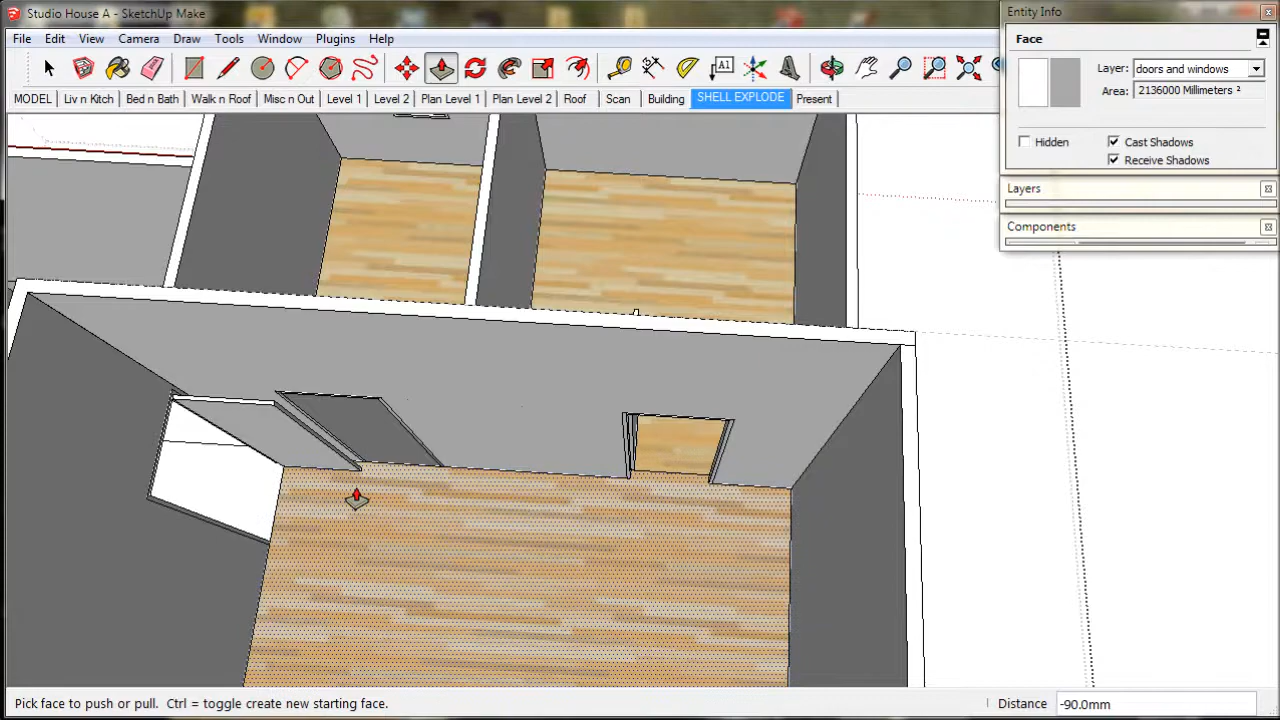 Studio House A - SketchUp Make
Entity Info
File Edit View Camera Draw Tools Window Plugins Help
Face
Layer: doors and windows
Area: 2136000 Millimeters ²
MODEL Liv n Kitch Bed n Bath Walk n Roof Misc n Out Level 1 Level 2 Plan Level 1 Plan Level 2 Roof Scan Building SHELL EXPLODE Present
Hidden Cast Shadows
Receive Shadows
Layers
Components
Pick face to push or pull. Ctrl = toggle create new starting face. Distance -90.0mm